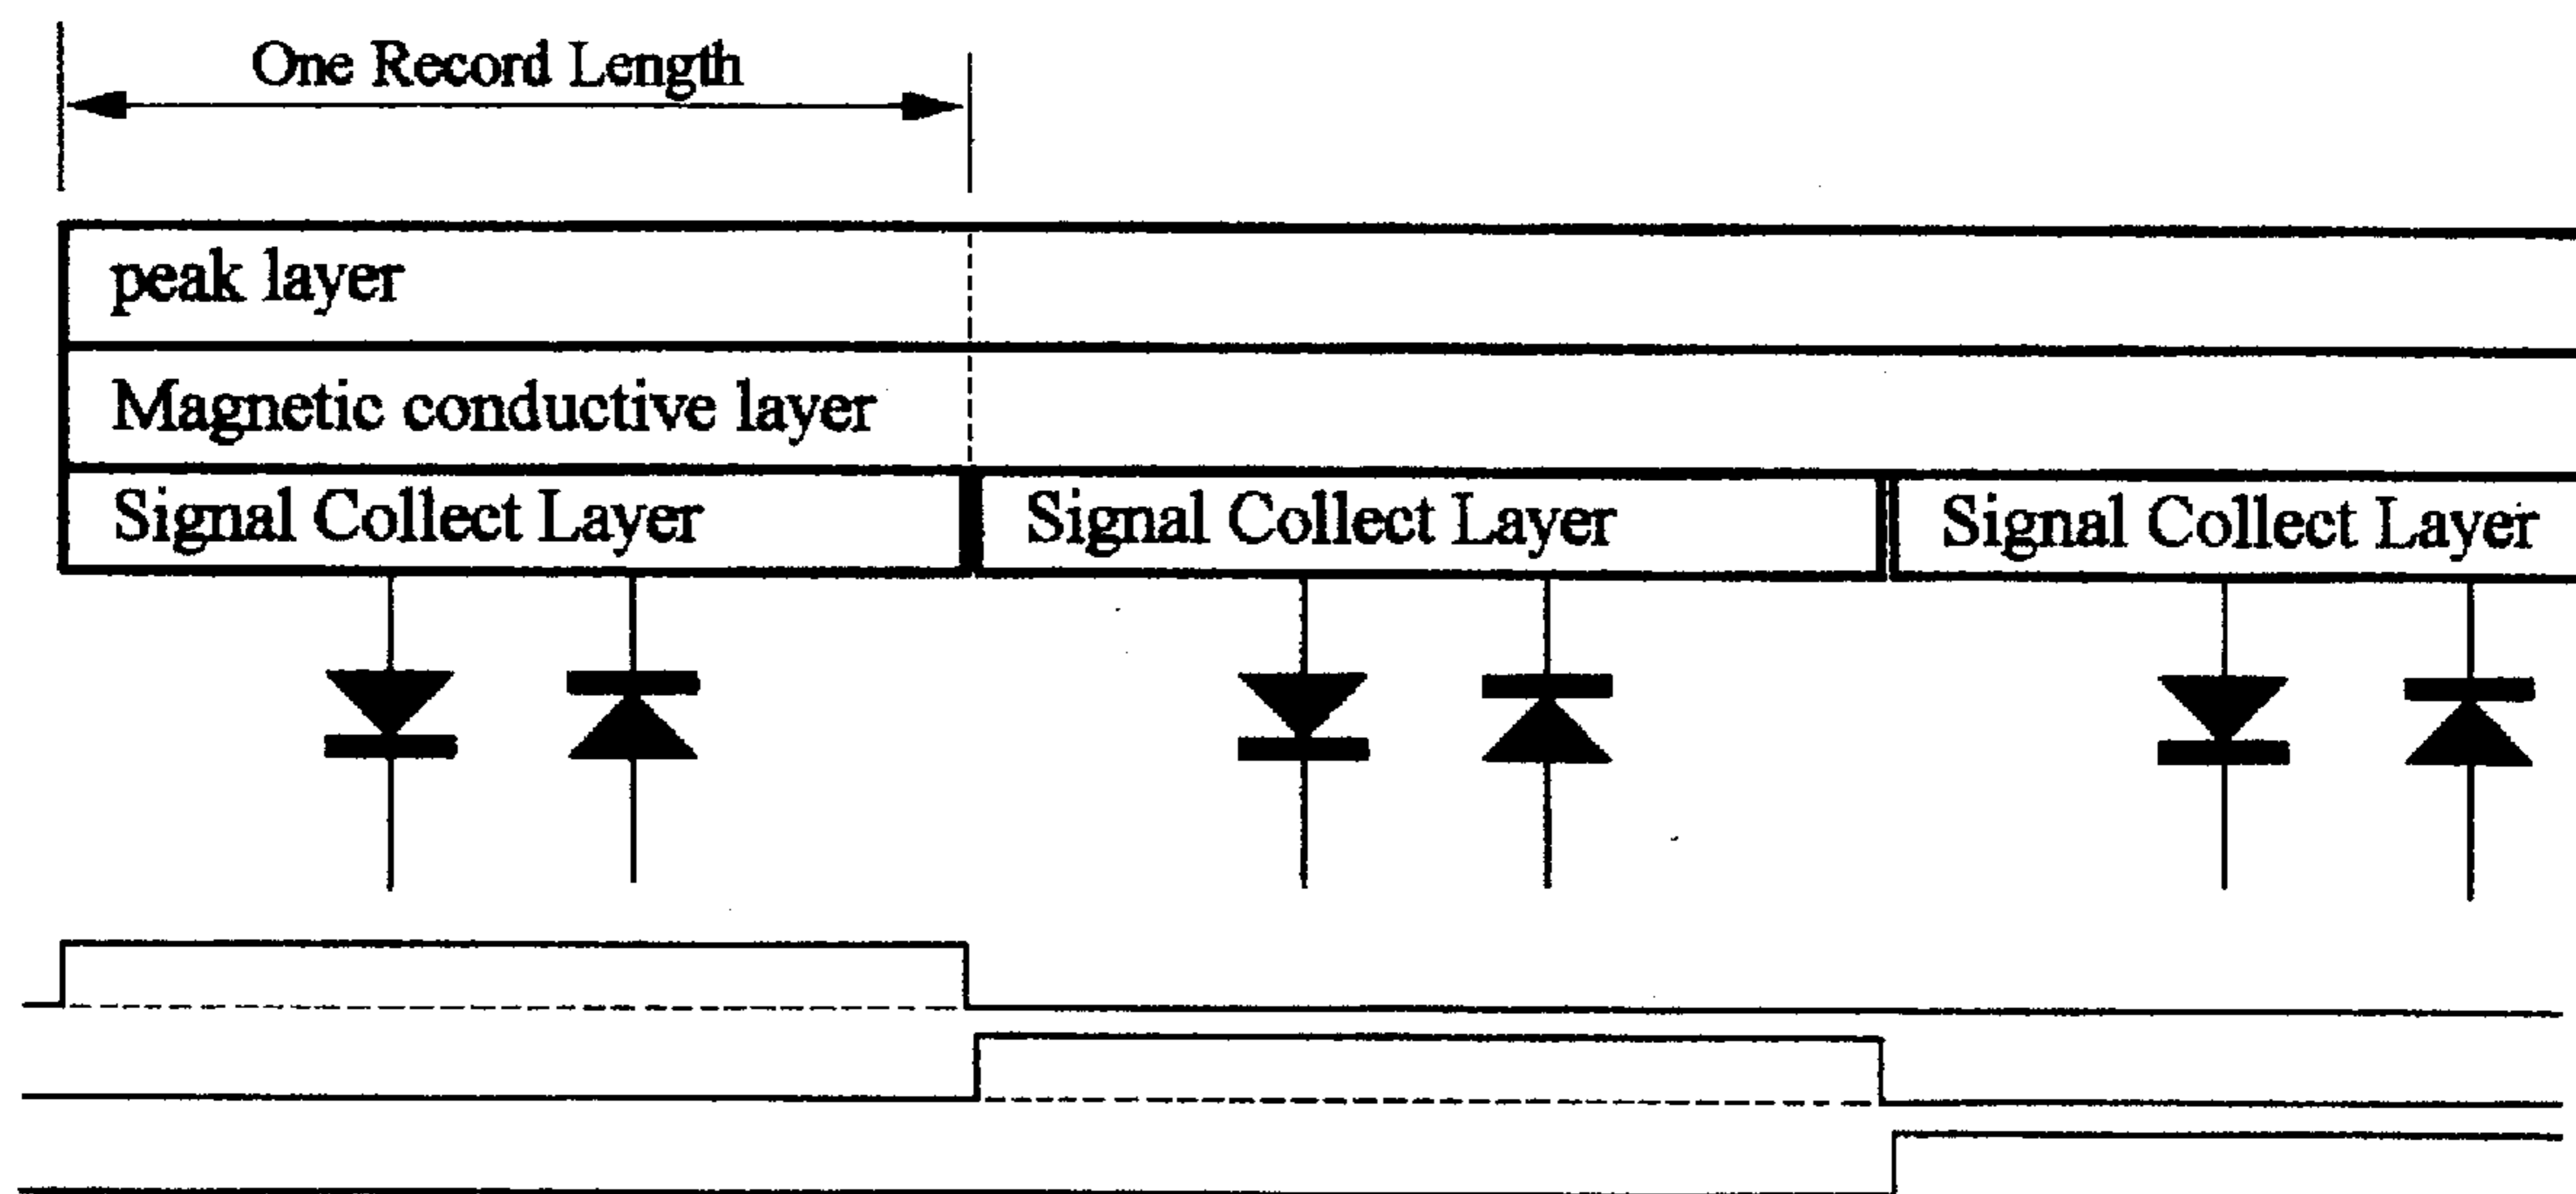 One Record Length
peak layer
Magnetic conductive layer
Signal Collect Layer
Signal Collect Layer
Signal Collect Layer